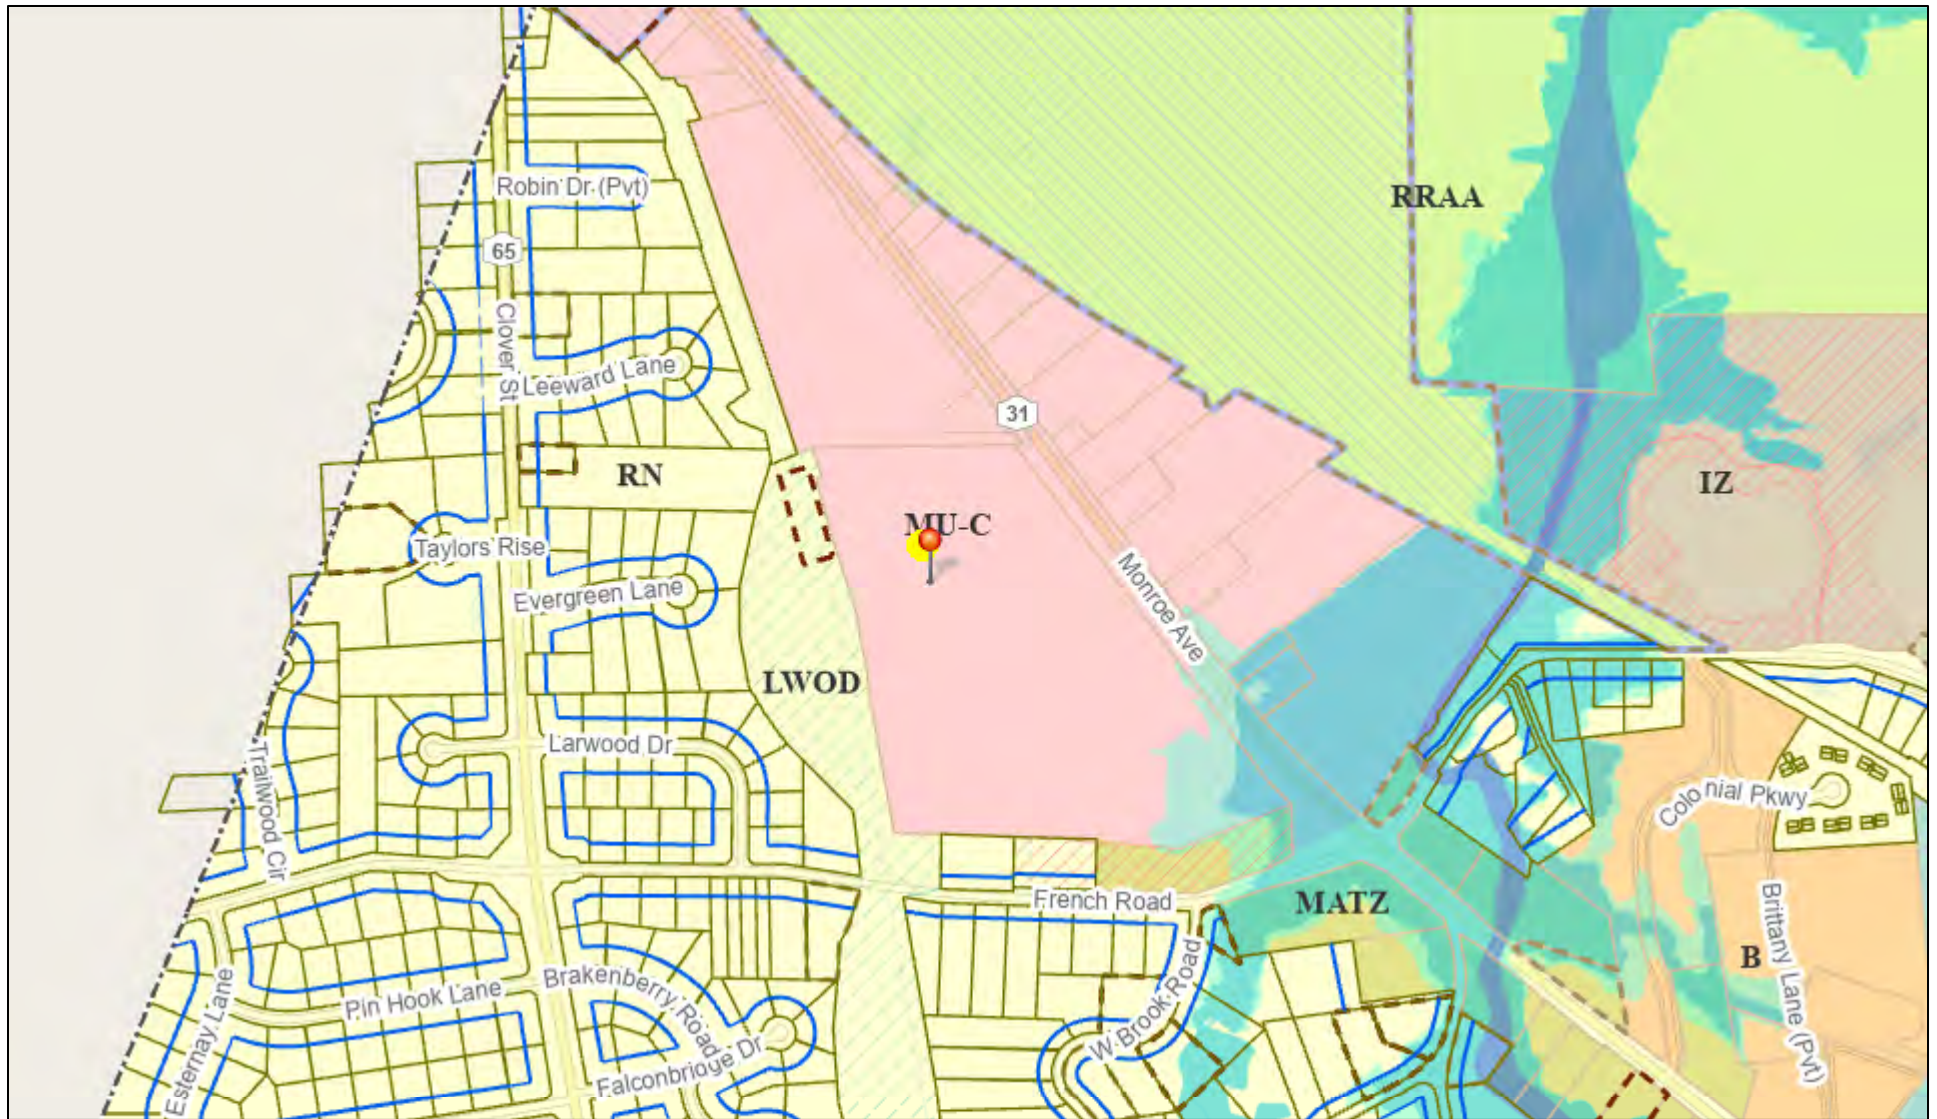 Robin Dr (Pvt)
RRAA
65
Clover St
Leeward Lane
31
RN
IZ
MU-C
Taylors Rise
Evergreen Lane
Monroe Ave
LWOD
Larwood Dr
Trailwood Cir
Colonial Pkwy
French Road
MATZ
Brittany Lane (Pvt)
B
Esternay Lane
Pin Hook Lane
Brakenberry Road
W Brook Road
Falconbridge Dr